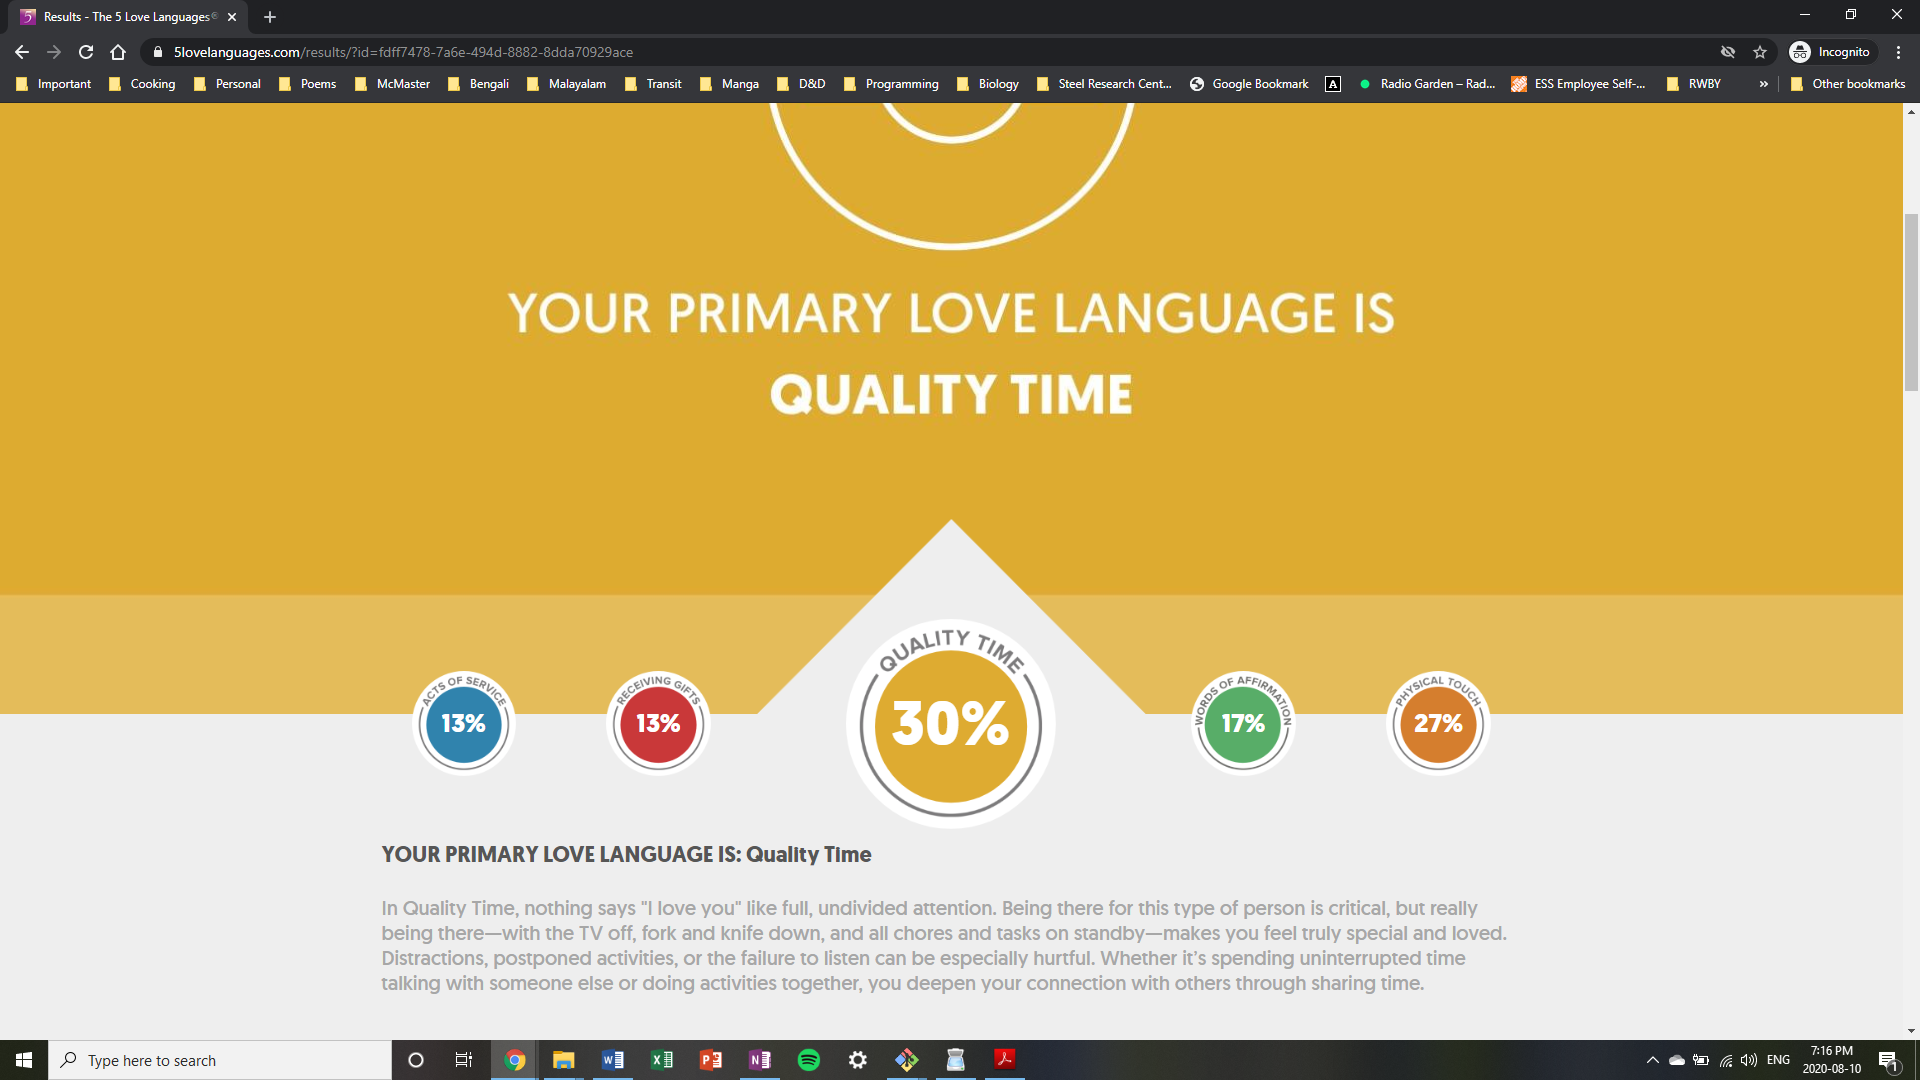 Results - The 5 Love Languages®
5lovelanguages.com/results/?id=fdff7478-7a6e-494d-8882-8dda70929ace
Incognito
Important
Cooking
Personal
Poems
McMaster
Bengali
Malayalam
Transit
Manga
D&D
Programming
Biology
Steel Research Cent...
Google Bookmark
A
Radio Garden – Rad...
ESS Employee Self-...
RWBY
»
Other bookmarks
YOUR PRIMARY LOVE LANGUAGE IS
QUALITY TIME
ACTS OF SERVICE
13%
RECEIVING GIFTS
13%
QUALITY TIME
30%
WORDS OF AFFIRMATION
17%
PHYSICAL TOUCH
27%
YOUR PRIMARY LOVE LANGUAGE IS: Quality Time
In Quality Time, nothing says "I love you" like full, undivided attention. Being there for this type of person is critical, but really
being there—with the TV off, fork and knife down, and all chores and tasks on standby—makes you feel truly special and loved.
Distractions, postponed activities, or the failure to listen can be especially hurtful. Whether it's spending uninterrupted time
talking with someone else or doing activities together, you deepen your connection with others through sharing time.
Type here to search
ENG
7:16 PM
2020-08-10
1